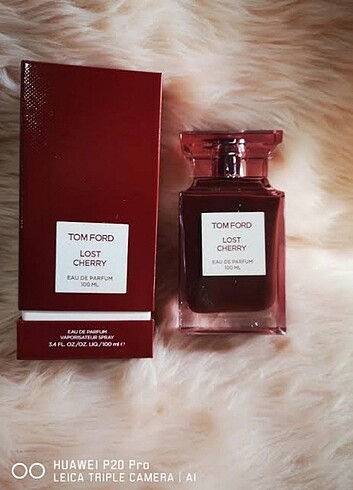 TOM FORD
LOST
CHERRY
EAU DE PARFUM
100 ML
EAU DE PARFUM
VAPORISATEUR SPRAY
3.4 FL. OZ./OZ. LIQ./100 ml ℮
TOM FORD
LOST
CHERRY
EAU DE PARFUM
100 ML
HUAWEI P20 Pro
LEICA TRIPLE CAMERA | AI